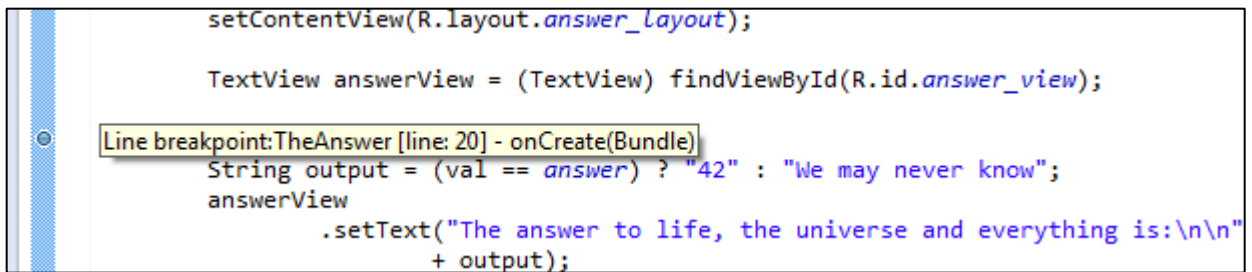 setContentView(R.layout.answer_layout);
TextView answerView = (TextView) findViewById(R.id.answer_view);
Line breakpoint:TheAnswer [line: 20] - onCreate(Bundle)
String output = (val == answer) ? "42" : "We may never know";
answerView
.setText("The answer to life, the universe and everything is:\n\n"
+ output);